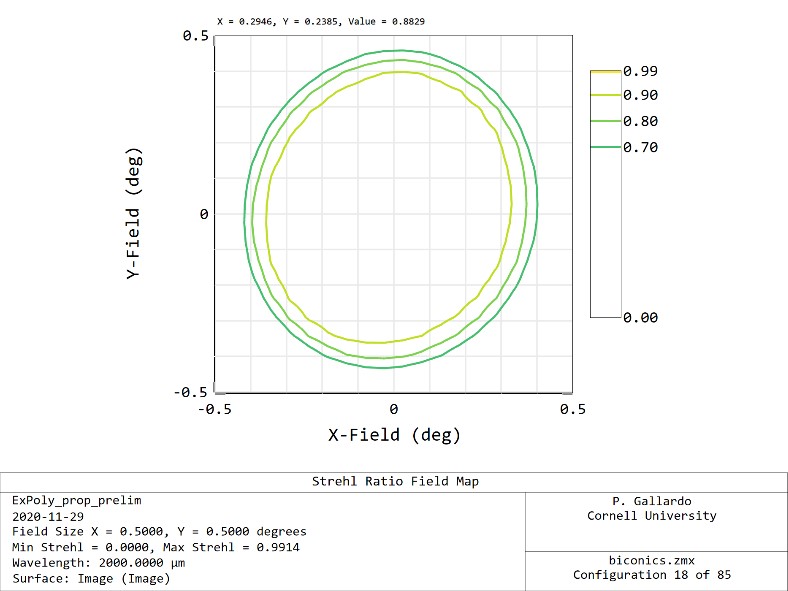 X = 0.2946, Y = 0.2385, Value = 0.8829
0.5
0
-0.5
Y-Field (deg)
-0.5 0 0.5
X-Field (deg)
0.99
0.90
0.80
0.70
0.00
Strehl Ratio Field Map
ExPoly_prop_prelim
2020-11-29
Field Size X = 0.5000, Y = 0.5000 degrees
Min Strehl = 0.0000, Max Strehl = 0.9914
Wavelength: 2000.0000 µm
Surface: Image (Image)
P. Gallardo
Cornell University
biconics.zmx
Configuration 18 of 85